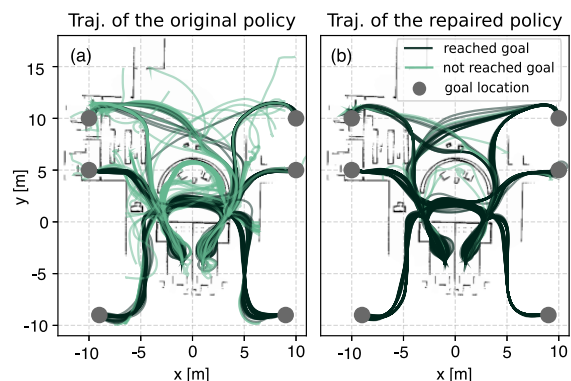 Traj. of the original policy
Traj. of the repaired policy
(a)
(b)
reached goal
not reached goal
goal location
15
10
5
0
-5
-10
y [m]
-10
-5
0
5
10
-10
-5
0
5
10
x [m]
x [m]